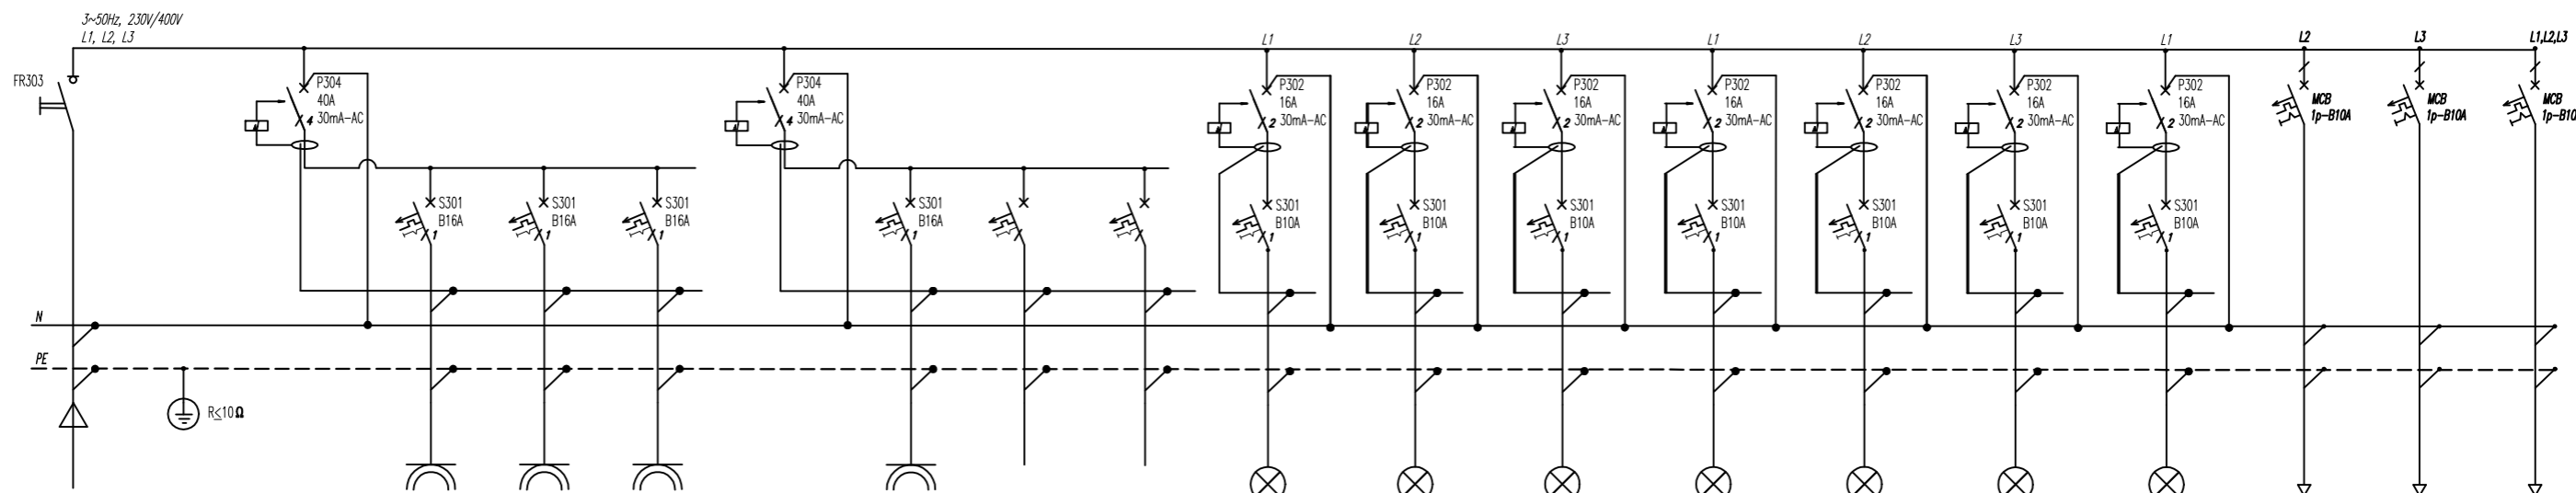 3~50Hz, 230V/400V
L1, L2, L3
L1
L2
L3
L1
L2
L3
L1
L2
L3
L1,L2,L3
FR303
P304
40A
30mA-AC
4
P304
40A
30mA-AC
4
P302
16A
30mA-AC
2
P302
16A
30mA-AC
2
P302
16A
30mA-AC
2
P302
16A
30mA-AC
2
P302
16A
30mA-AC
2
P302
16A
30mA-AC
2
P302
16A
30mA-AC
2
MCB
1p-B10A
MCB
1p-B10A
MCB
1p-B10
S301
B16A
1
S301
B16A
1
S301
B16A
1
S301
B16A
1
S301
B10A
1
S301
B10A
1
S301
B10A
1
S301
B10A
1
S301
B10A
1
S301
B10A
1
S301
B10A
1
N
PE
R≤10Ω